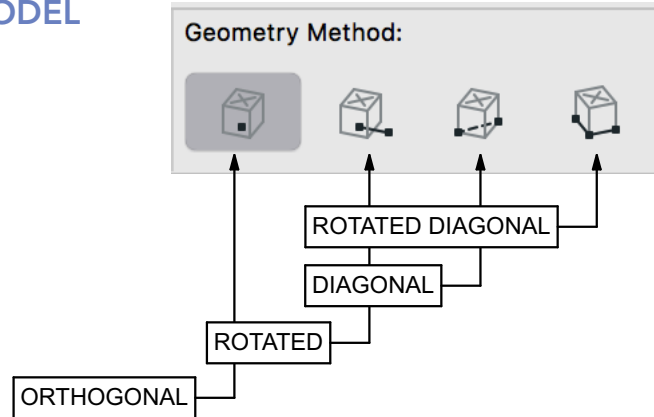 ODEL
Geometry Method:
ROTATED DIAGONAL
DIAGONAL
ROTATED
ORTHOGONAL